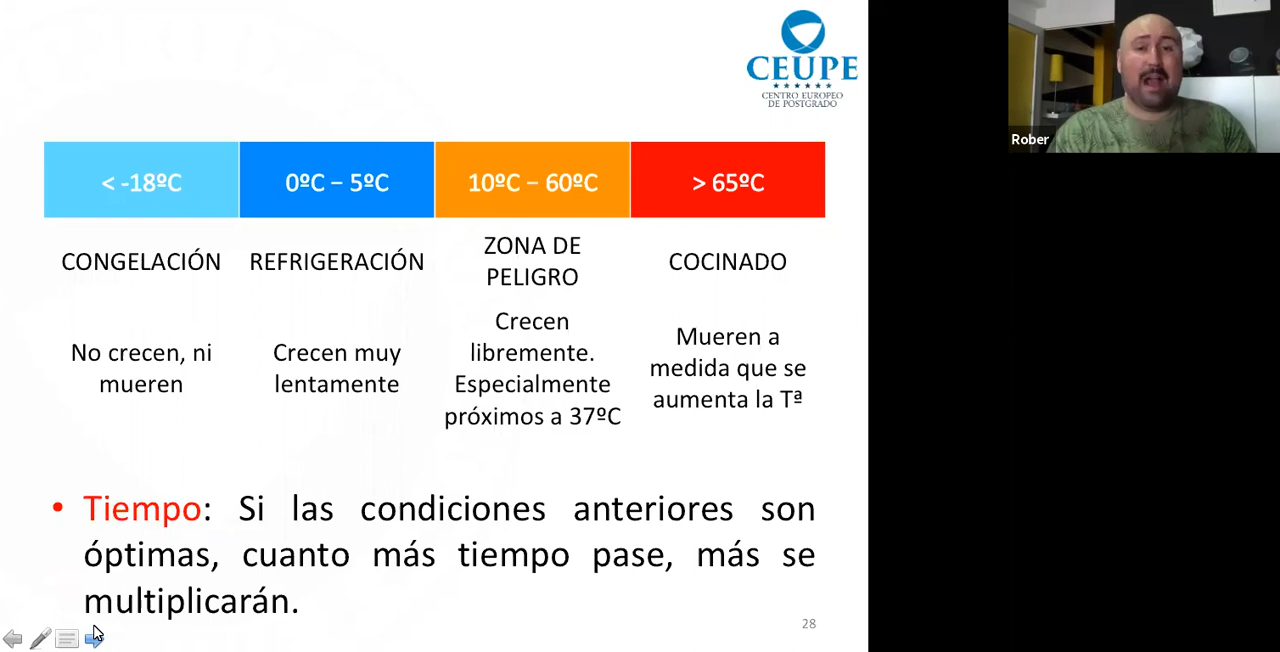 CEUPE
CENTRO EUROPEO
DE POSTGRADO
Rober
< -18ºC
0ºC – 5ºC
10ºC – 60ºC
> 65ºC
CONGELACIÓN
REFRIGERACIÓN
ZONA DE
PELIGRO
COCINADO
No crecen, ni
mueren
Crecen muy
lentamente
Crecen
libremente.
Especialmente
próximos a 37ºC
Mueren a
medida que se
aumenta la Tª
• Tiempo: Si las condiciones anteriores son
óptimas, cuanto más tiempo pase, más se
multiplicarán.
28